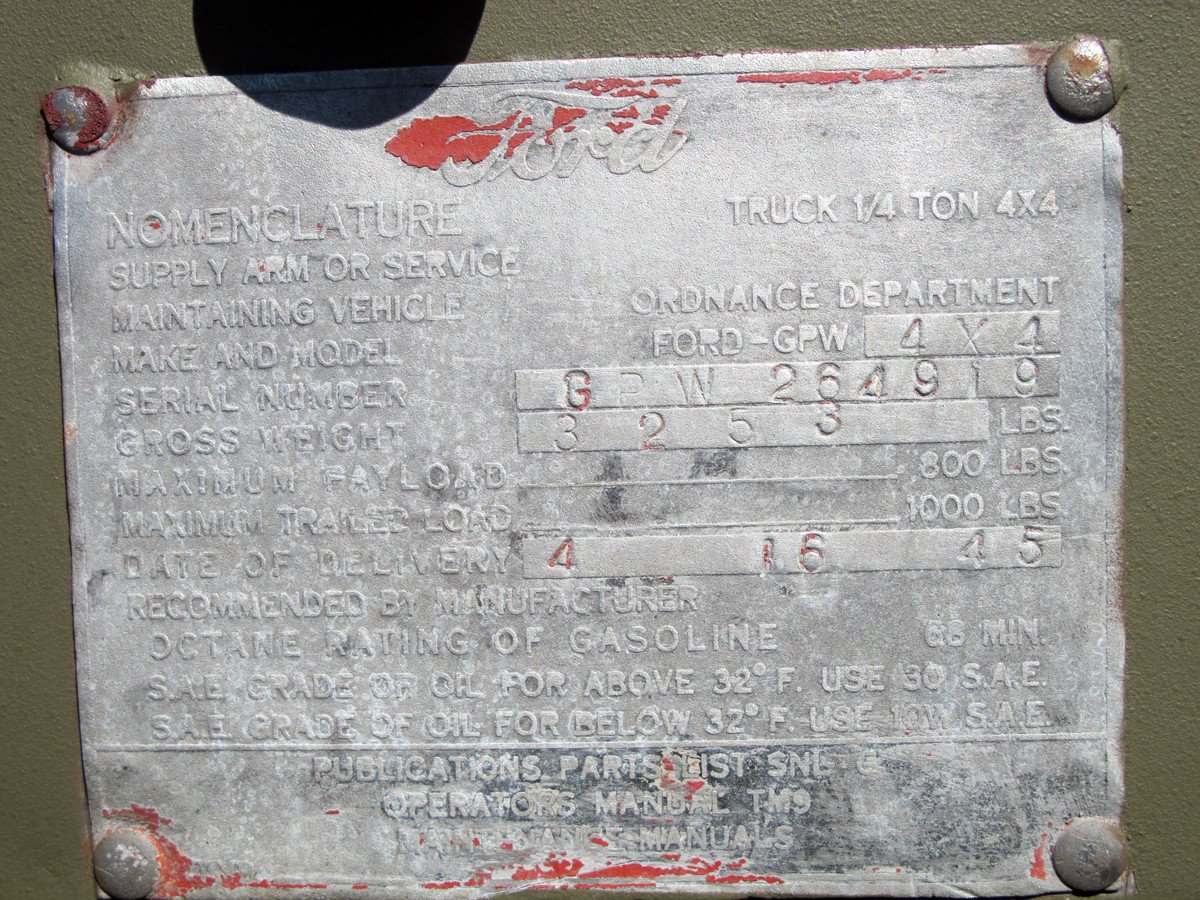 Ford
NOMENCLATURE TRUCK 1/4 TON 4X4
SUPPLY ARM OR SERVICE
MAINTAINING VEHICLE ORDNANCE DEPARTMENT
MAKE AND MODEL FORD-GPW 4 X 4
SERIAL NUMBER GPW 264919
GROSS WEIGHT 3253 LBS.
MAXIMUM PAYLOAD 800 LBS.
MAXIMUM TRAILED LOAD 1000 LBS
DATE OF DELIVERY 4 16 45
RECOMMENDED BY MANUFACTURER
OCTANE RATING OF GASOLINE 68 MIN.
S.A.E. GRADE OF OIL FOR ABOVE 32° F. USE 30 S.A.E.
S.A.E. GRADE OF OIL FOR BELOW 32° F. USE 10W S.A.E.
PUBLICATIONS PARTS LIST SNL-G
OPERATORS MANUAL TM9
MAINTENANCE MANUALS